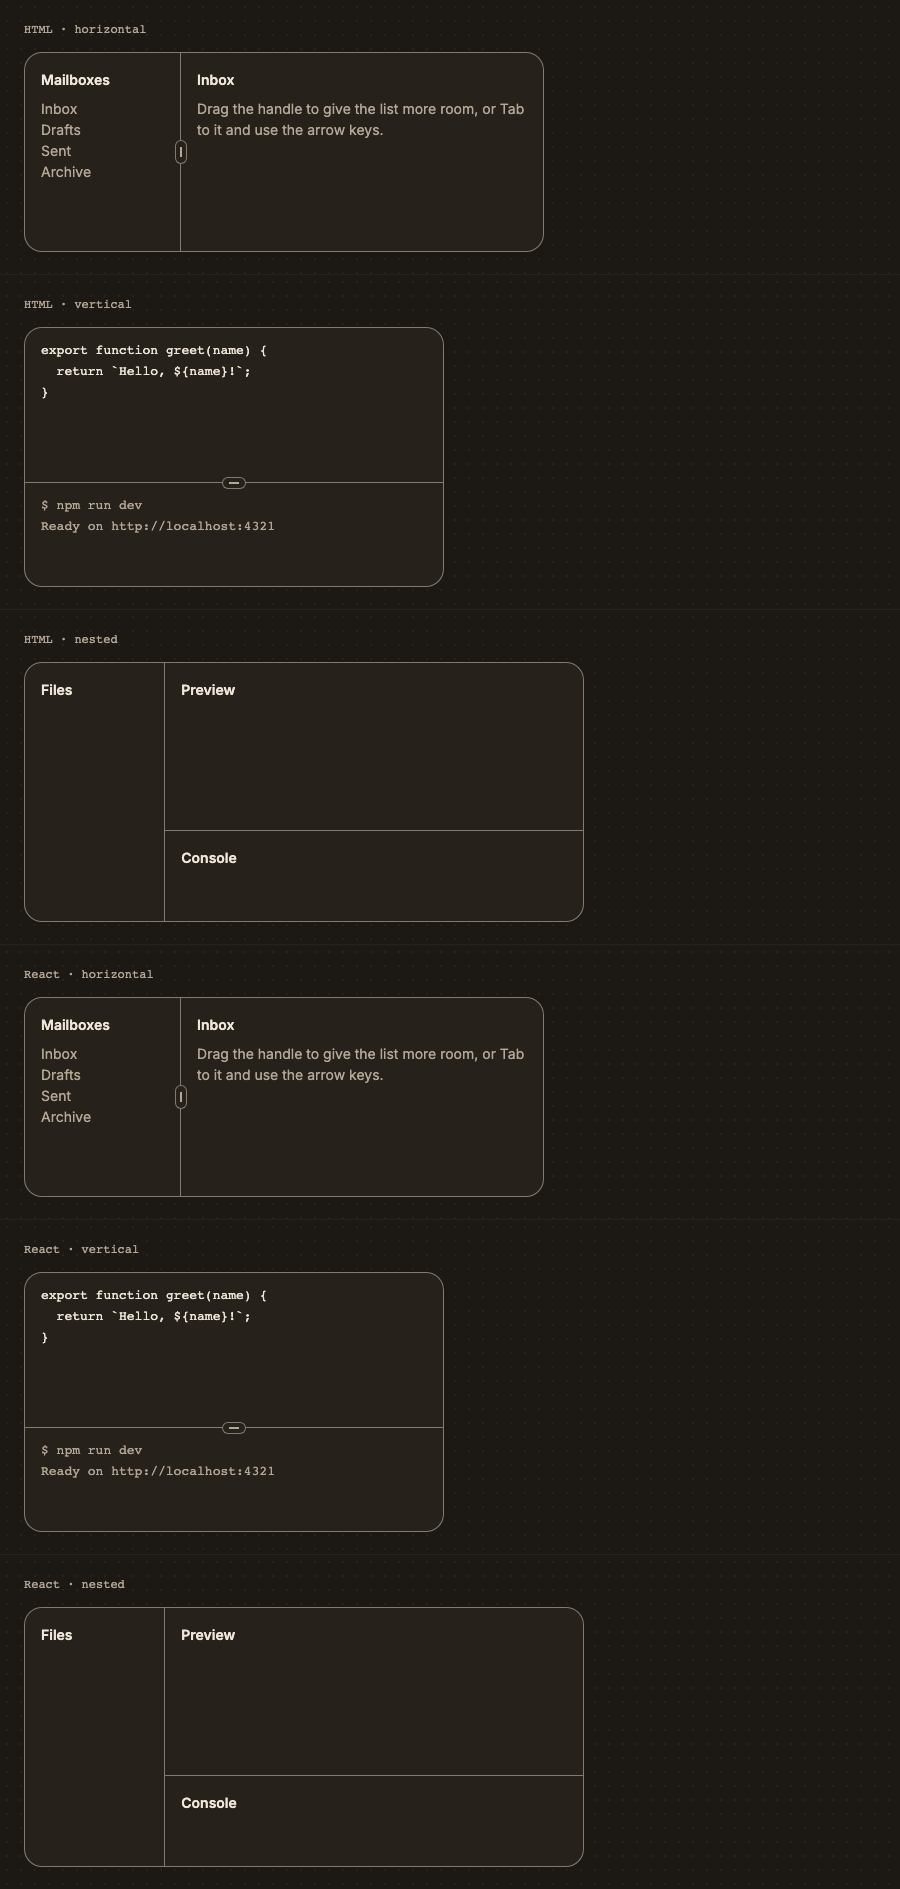 HTML · horizontal
Mailboxes
Inbox
Drafts
Sent
Archive
Inbox
Drag the handle to give the list more room, or Tab
to it and use the arrow keys.
HTML · vertical
export function greet(name) {
  return `Hello, ${name}!`;
}
$ npm run dev
Ready on http://localhost:4321
HTML · nested
Files
Preview
Console
React · horizontal
Mailboxes
Inbox
Drafts
Sent
Archive
Inbox
Drag the handle to give the list more room, or Tab
to it and use the arrow keys.
React · vertical
export function greet(name) {
  return `Hello, ${name}!`;
}
$ npm run dev
Ready on http://localhost:4321
React · nested
Files
Preview
Console